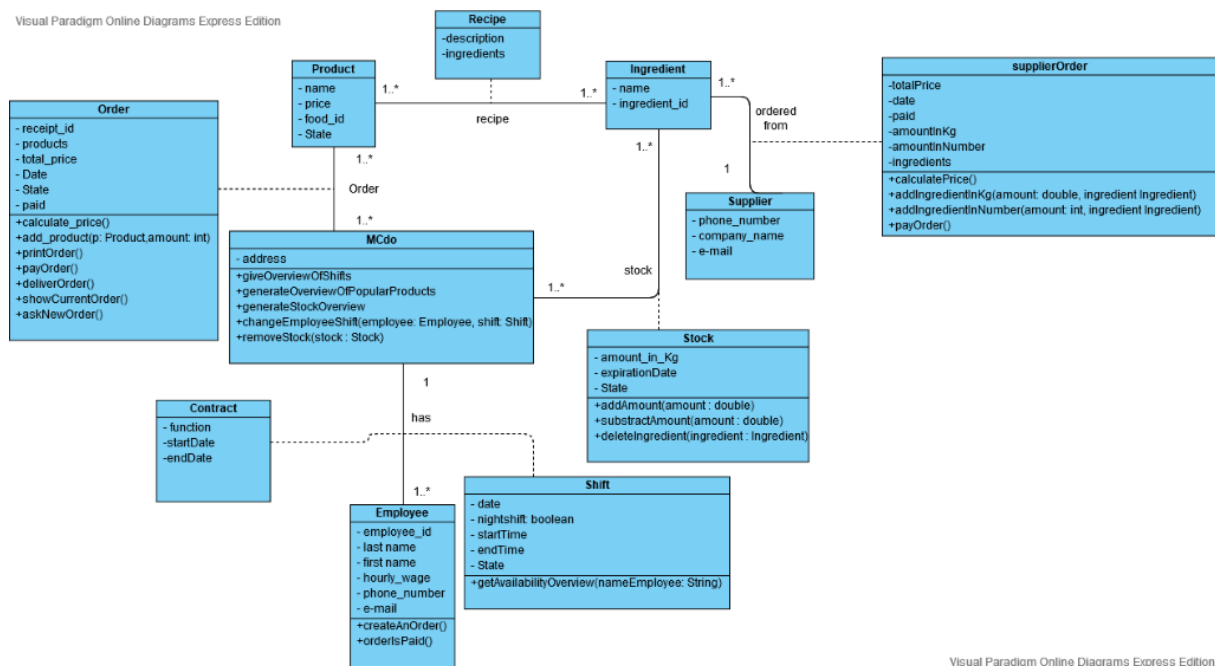 Visual Paradigm Online Diagrams Express Edition
Recipe
-description
-ingredients
Product
- name
- price
- food_id
- State
1..*
1..*
recipe
Ingredient
- name
- ingredient_id
1..*
ordered
from
supplierOrder
-totalPrice
-date
-paid
-amountInKg
-amountInNumber
-ingredients
+calculatePrice()
+addIngredientInKg(amount: double, ingredient Ingredient)
+addIngredientInNumber(amount: int, ingredient Ingredient)
+payOrder()
Order
- receipt_id
- products
- total_price
- Date
- State
- paid
+calculate_price()
+add_product(p: Product,amount: int)
+printOrder()
+payOrder()
+deliverOrder()
+showCurrentOrder()
+askNewOrder()
1..*
Order
1..*
1..*
1
Supplier
- phone_number
- company_name
- e-mail
MCdo
- address
+giveOverviewOfShifts
+generateOverviewOfPopularProducts
+generateStockOverview
+changeEmployeeShift(employee: Employee, shift: Shift)
+removeStock(stock : Stock)
stock
1..*
Stock
- amount_in_Kg
- expirationDate
- State
+addAmount(amount : double)
+substractAmount(amount : double)
+deleteIngredient(ingredient : Ingredient)
1
has
1..*
Contract
- function
-startDate
-endDate
Shift
- date
- nightshift: boolean
- startTime
- endTime
- State
+getAvailabilityOverview(nameEmployee: String)
Employee
- employee_id
- last name
- first name
- hourly_wage
- phone_number
- e-mail
+createAnOrder()
+orderIsPaid()
Visual Paradigm Online Diagrams Express Edition